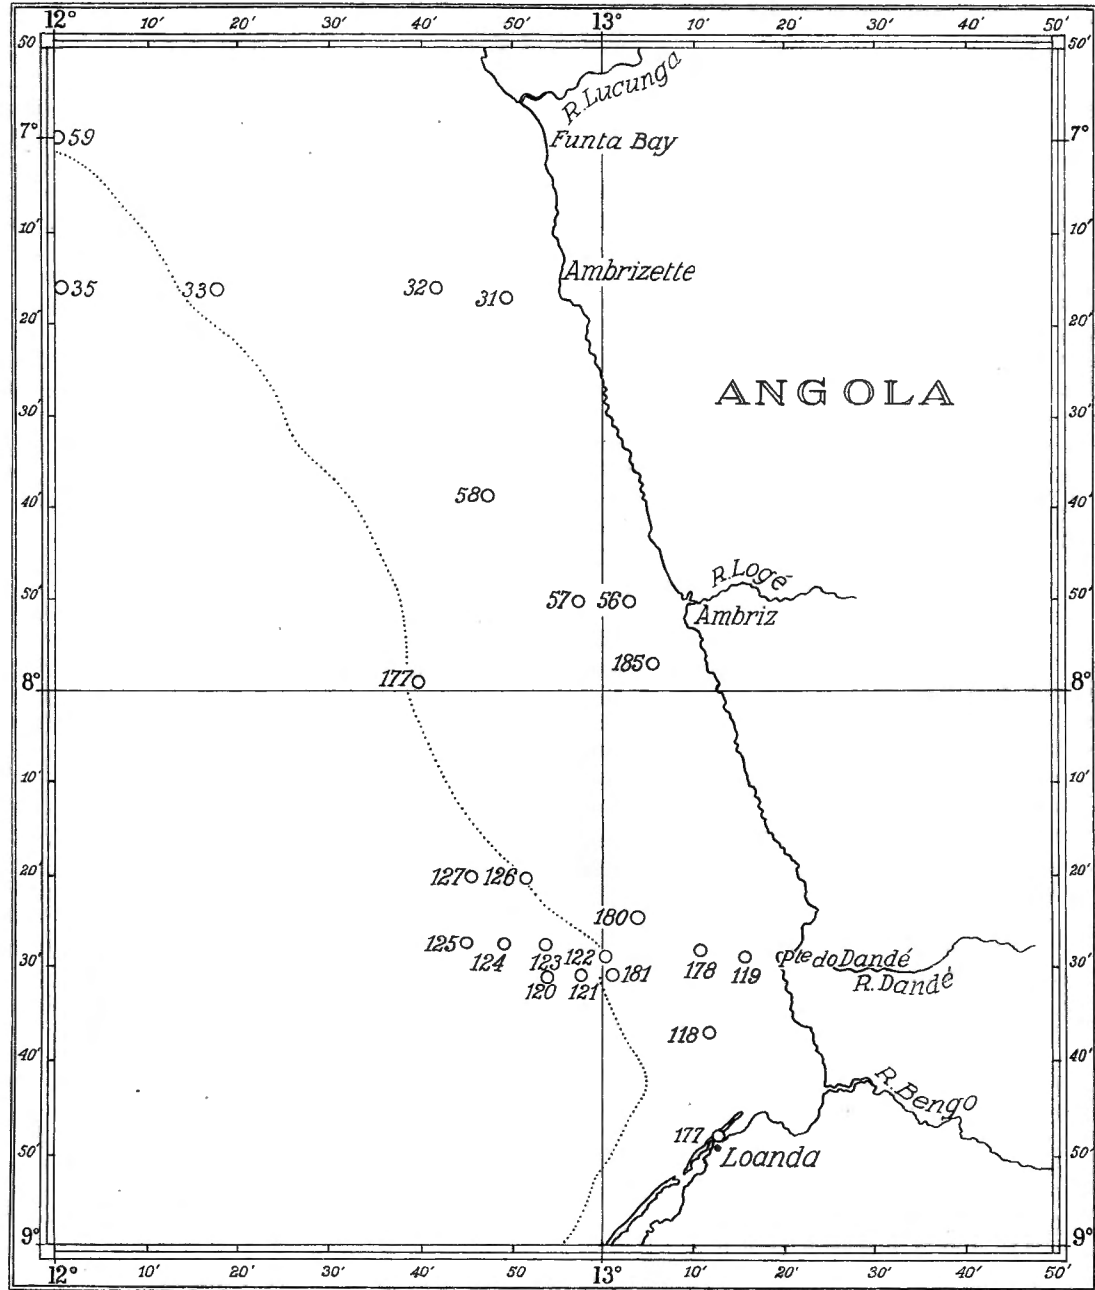 12° 10' 20' 30' 40' 50' 13° 10' 20' 30' 40' 50'
50' 50'
R. Lucunga
7° 59 Funta Bay 7°
10' 10'
Ambrizette
35 33 32 31
20' 20'
ANGOLA
30' 30'
40' 58 40'
R. Logé
50' 57 56 50'
Ambriz
185
177
8° 8°
10' 10'
20' 127 126 20'
180
125 124 123 122 178 119 Pte do Dandé
30' 120 121 181 R. Dandé 30'
118
40' 40'
R. Bengo
177
50' Loanda 50'
9° 9°
12° 10' 20' 30' 40' 50 13° 10' 20' 30' 40' 50'